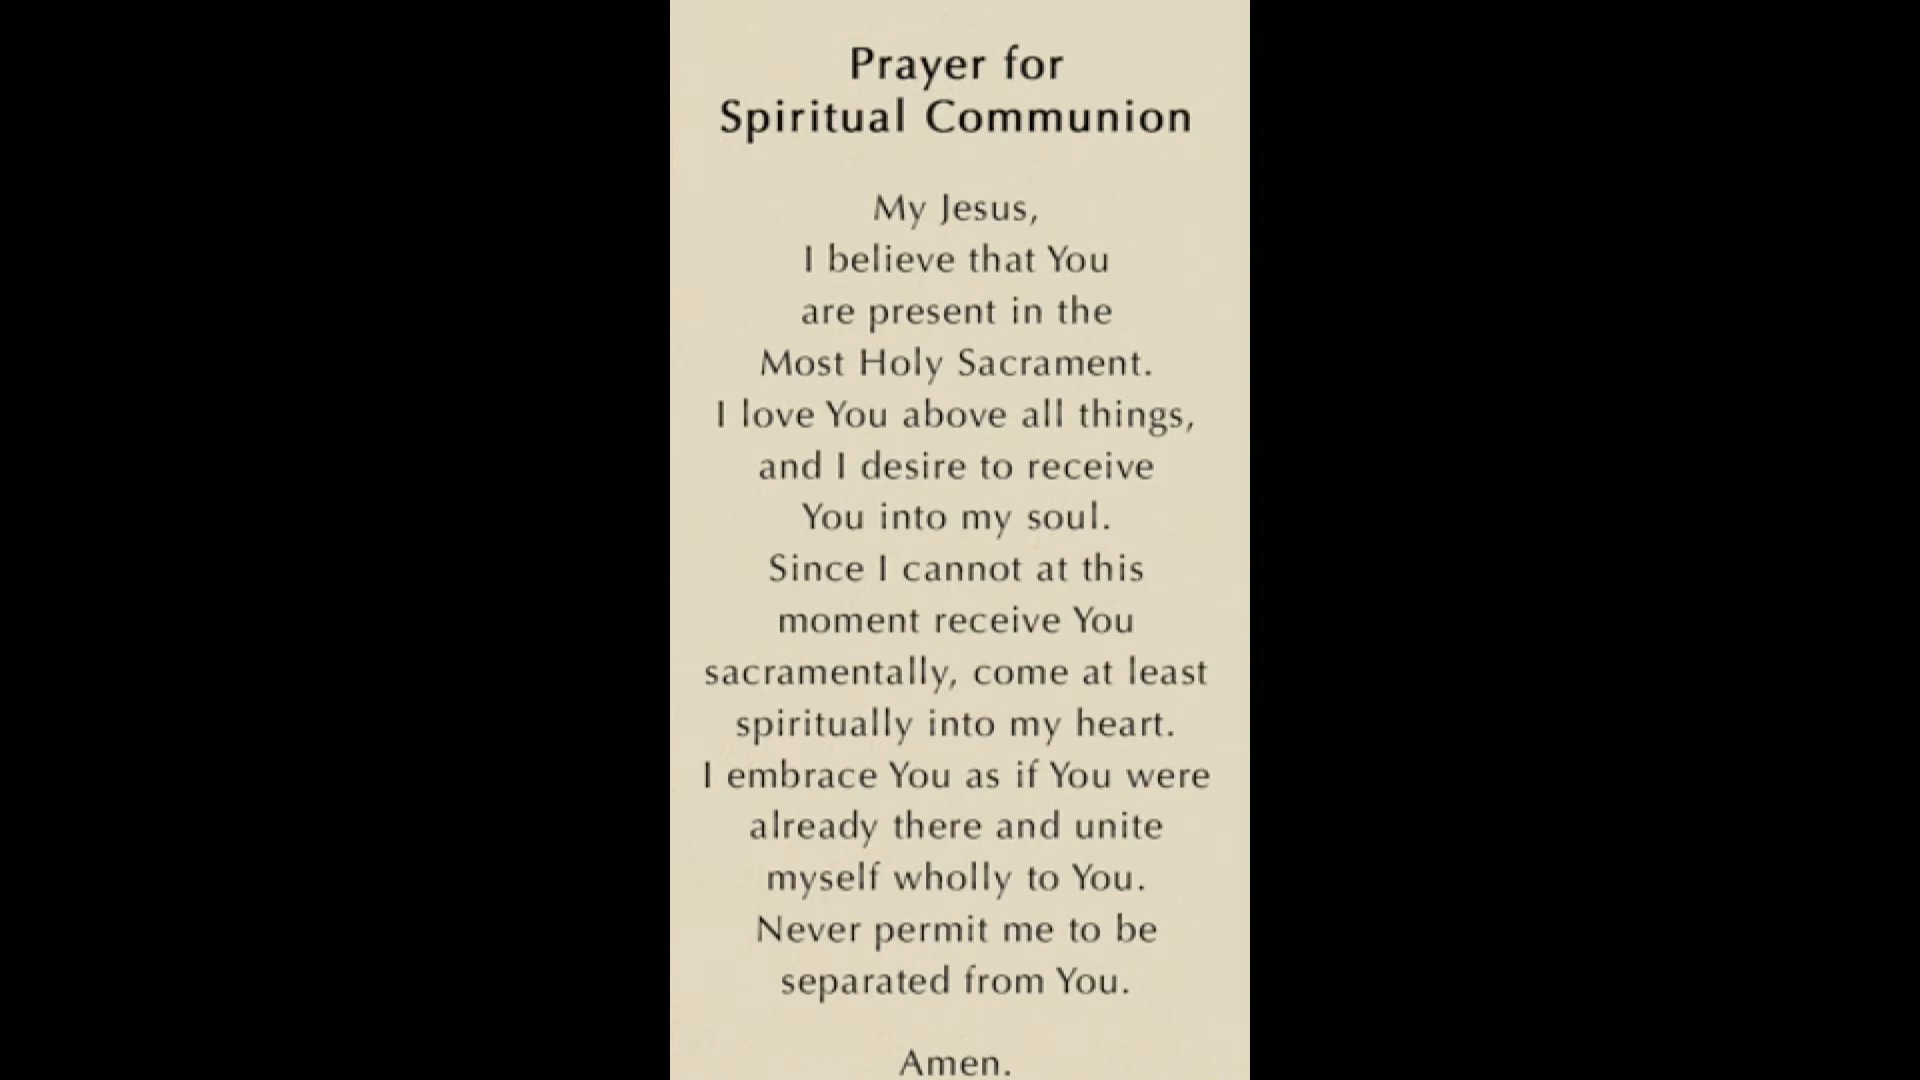 Prayer for
Spiritual Communion
My Jesus,
I believe that You
are present in the
Most Holy Sacrament.
I love You above all things,
and I desire to receive
You into my soul.
Since I cannot at this
moment receive You
sacramentally, come at least
spiritually into my heart.
I embrace You as if You were
already there and unite
myself wholly to You.
Never permit me to be
separated from You.
Amen.